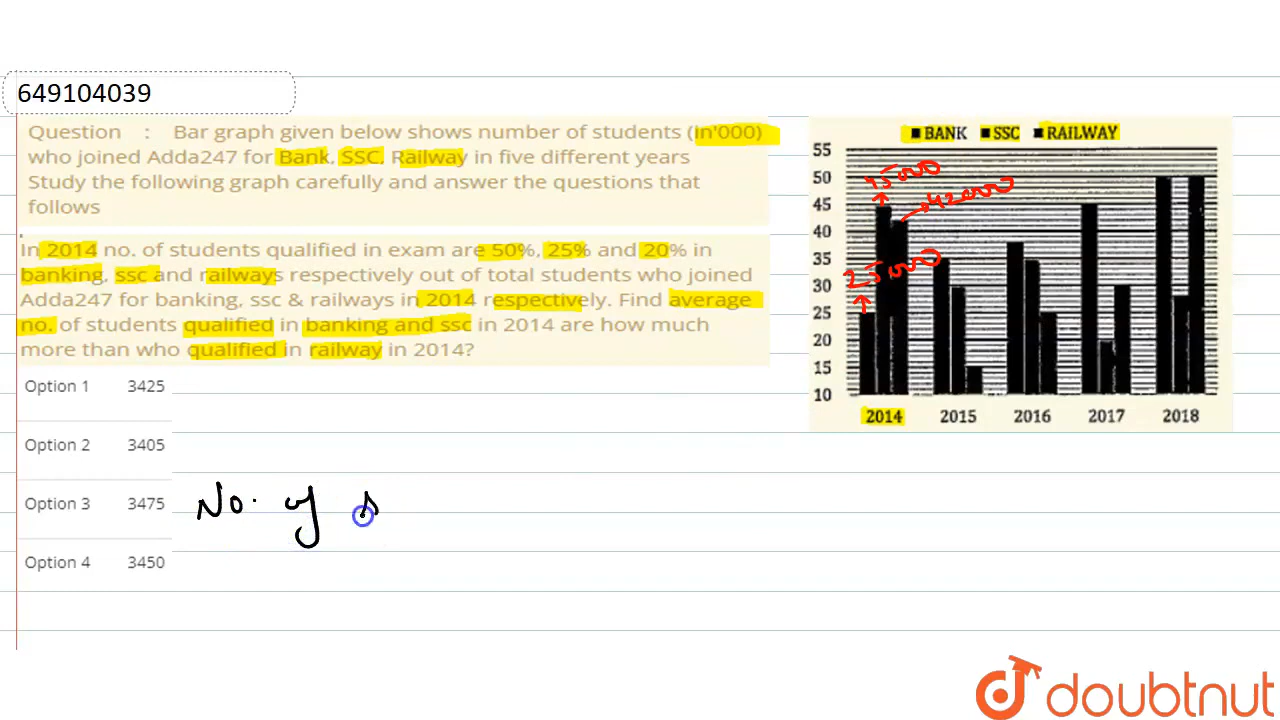 649104039
Question : Bar graph given below shows number of students (in'000)
who joined Adda247 for Bank, SSC, Railway in five different years
Study the following graph carefully and answer the questions that
follows
In 2014 no. of students qualified in exam are 50%, 25% and 20% in
banking, ssc and railways respectively out of total students who joined
Adda247 for banking, ssc & railways in 2014 respectively. Find average
no. of students qualified in banking and ssc in 2014 are how much
more than who qualified in railway in 2014?
Option 1 3425
Option 2 3405
Option 3 3475
Option 4 3450
No. of s
BANK SSC RAILWAY
55
50
45
40
35
30
25
20
15
10
45000
42000
25000
2014 2015 2016 2017 2018
doubtnut